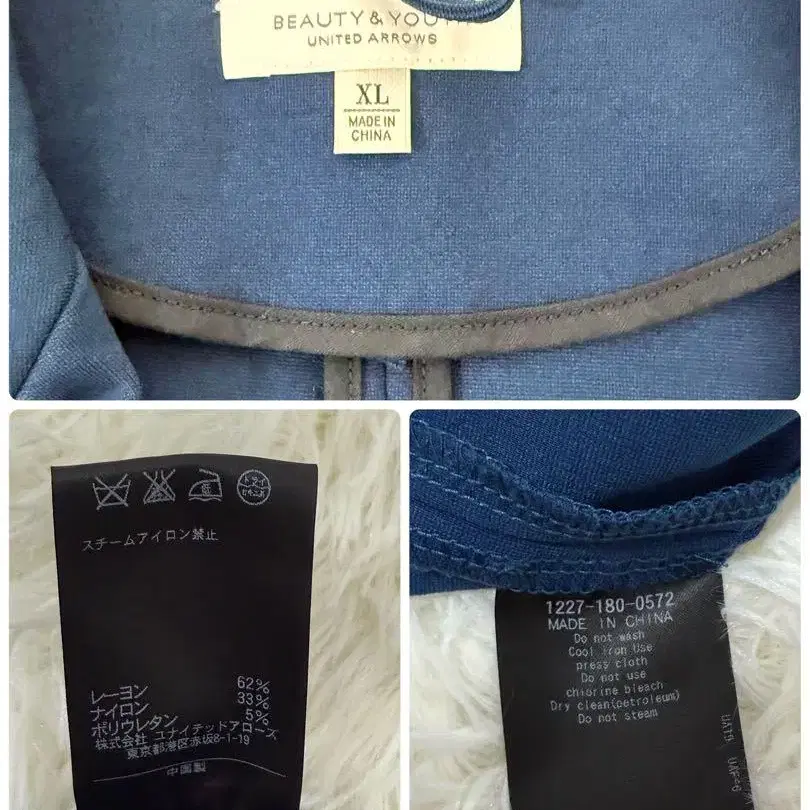 BEAUTY & YOUTH
UNITED ARROWS
XL
MADE IN
CHINA
スチームアイロン禁止
レーヨン 62%
ナイロン 33%
ポリウレタン 5%
株式会社 ユナイテッドアローズ
東京都港区赤坂8-1-19
中国製
1227-180-0572
MADE IN CHINA
Do not wash
Cool iron Use
press cloth
Do not use
chlorine bleach
Dry clean(petroleum)
Do not steam